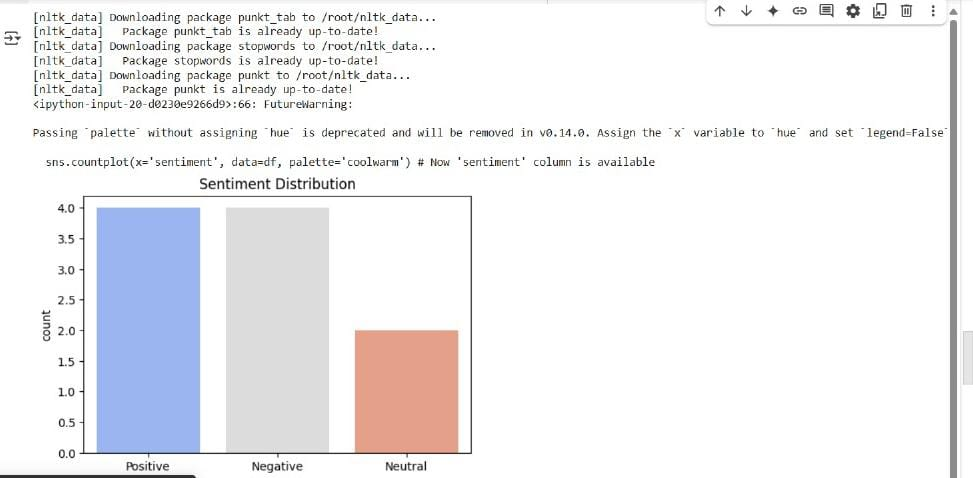 [nltk_data] Downloading package punkt_tab to /root/nltk_data...
[nltk_data]   Package punkt_tab is already up-to-date!
[nltk_data] Downloading package stopwords to /root/nltk_data...
[nltk_data]   Package stopwords is already up-to-date!
[nltk_data] Downloading package punkt to /root/nltk_data...
[nltk_data]   Package punkt is already up-to-date!
<ipython-input-20-d0230e9266d9>:66: FutureWarning:
Passing `palette` without assigning `hue` is deprecated and will be removed in v0.14.0. Assign the `x` variable to `hue` and set `legend=False`
sns.countplot(x='sentiment', data=df, palette='coolwarm') # Now 'sentiment' column is available
Sentiment Distribution
4.0
3.5
3.0
2.5
2.0
1.5
1.0
0.5
0.0
count
Positive Negative Neutral